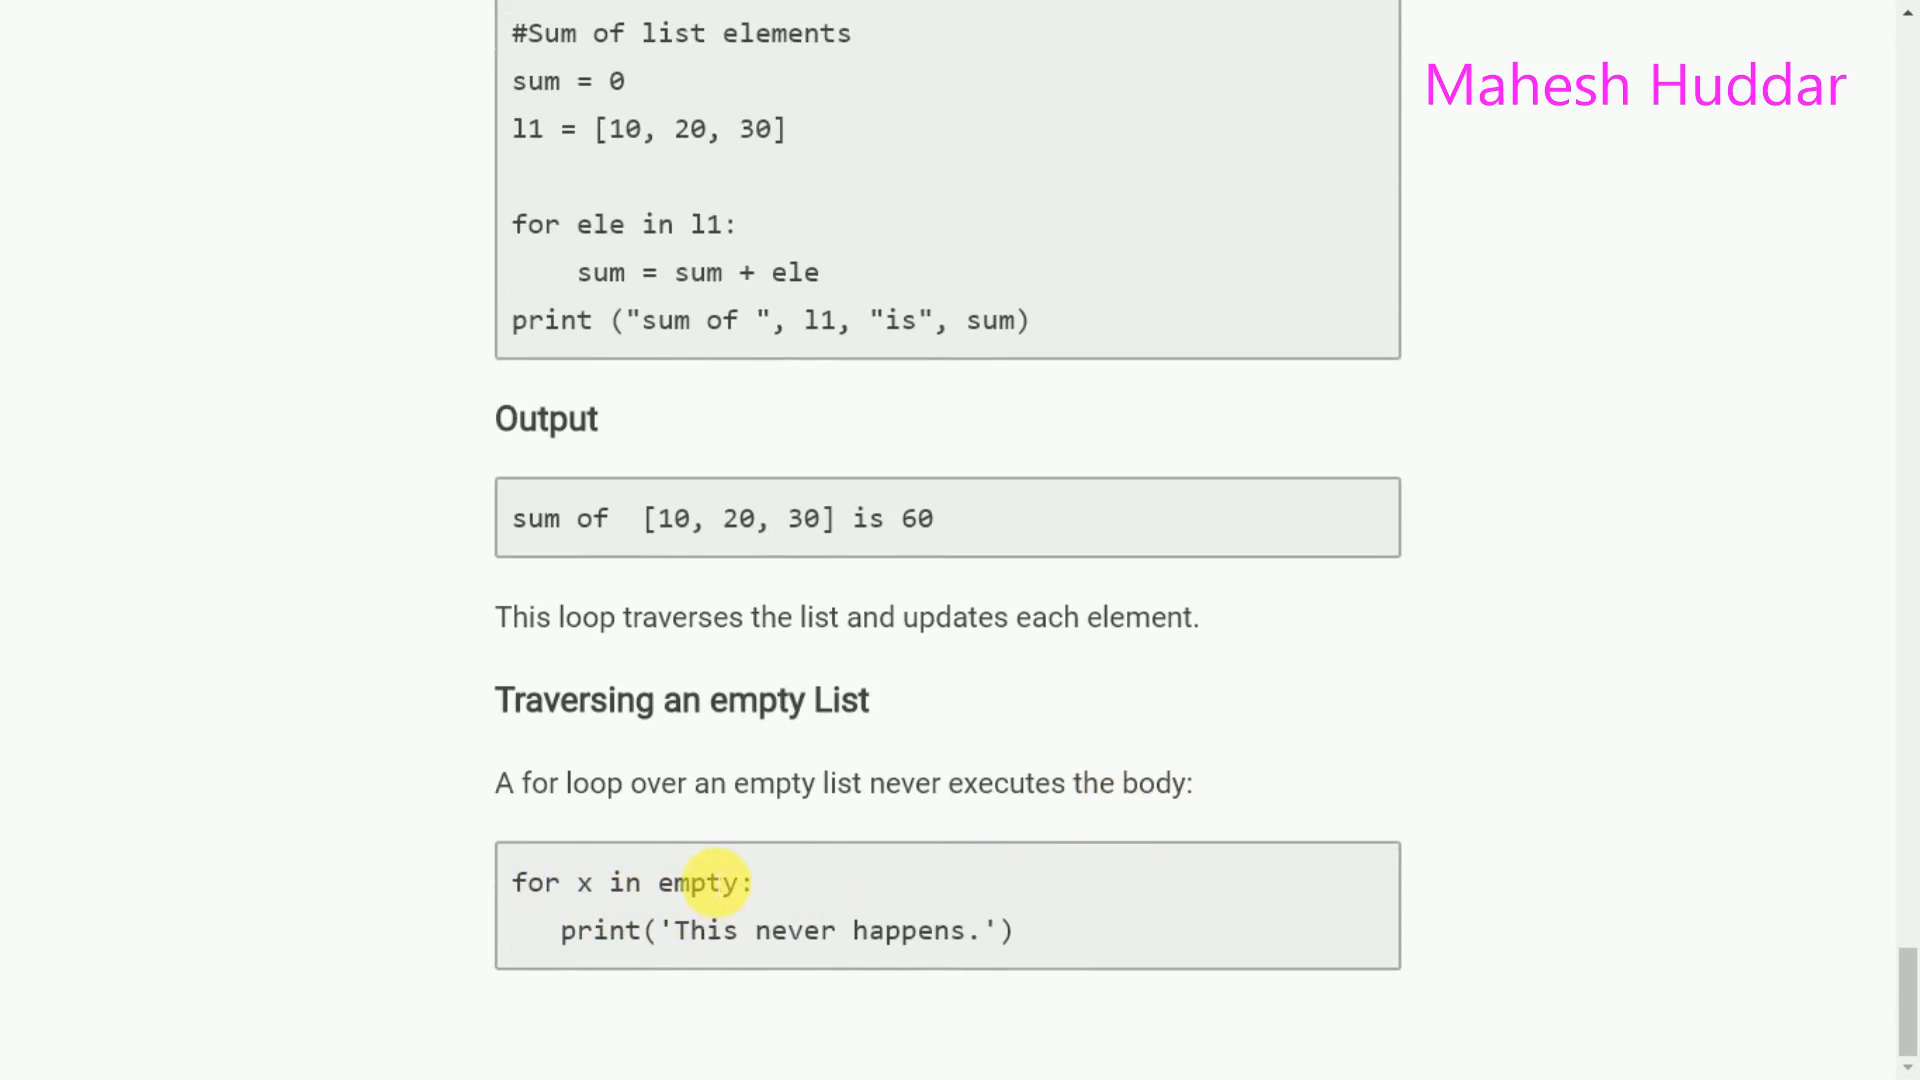 #Sum of list elements
sum = 0
l1 = [10, 20, 30]
for ele in l1:
    sum = sum + ele
print ("sum of ", l1, "is", sum)
Mahesh Huddar
Output
sum of  [10, 20, 30] is 60
This loop traverses the list and updates each element.
Traversing an empty List
A for loop over an empty list never executes the body:
for x in empty:
   print('This never happens.')